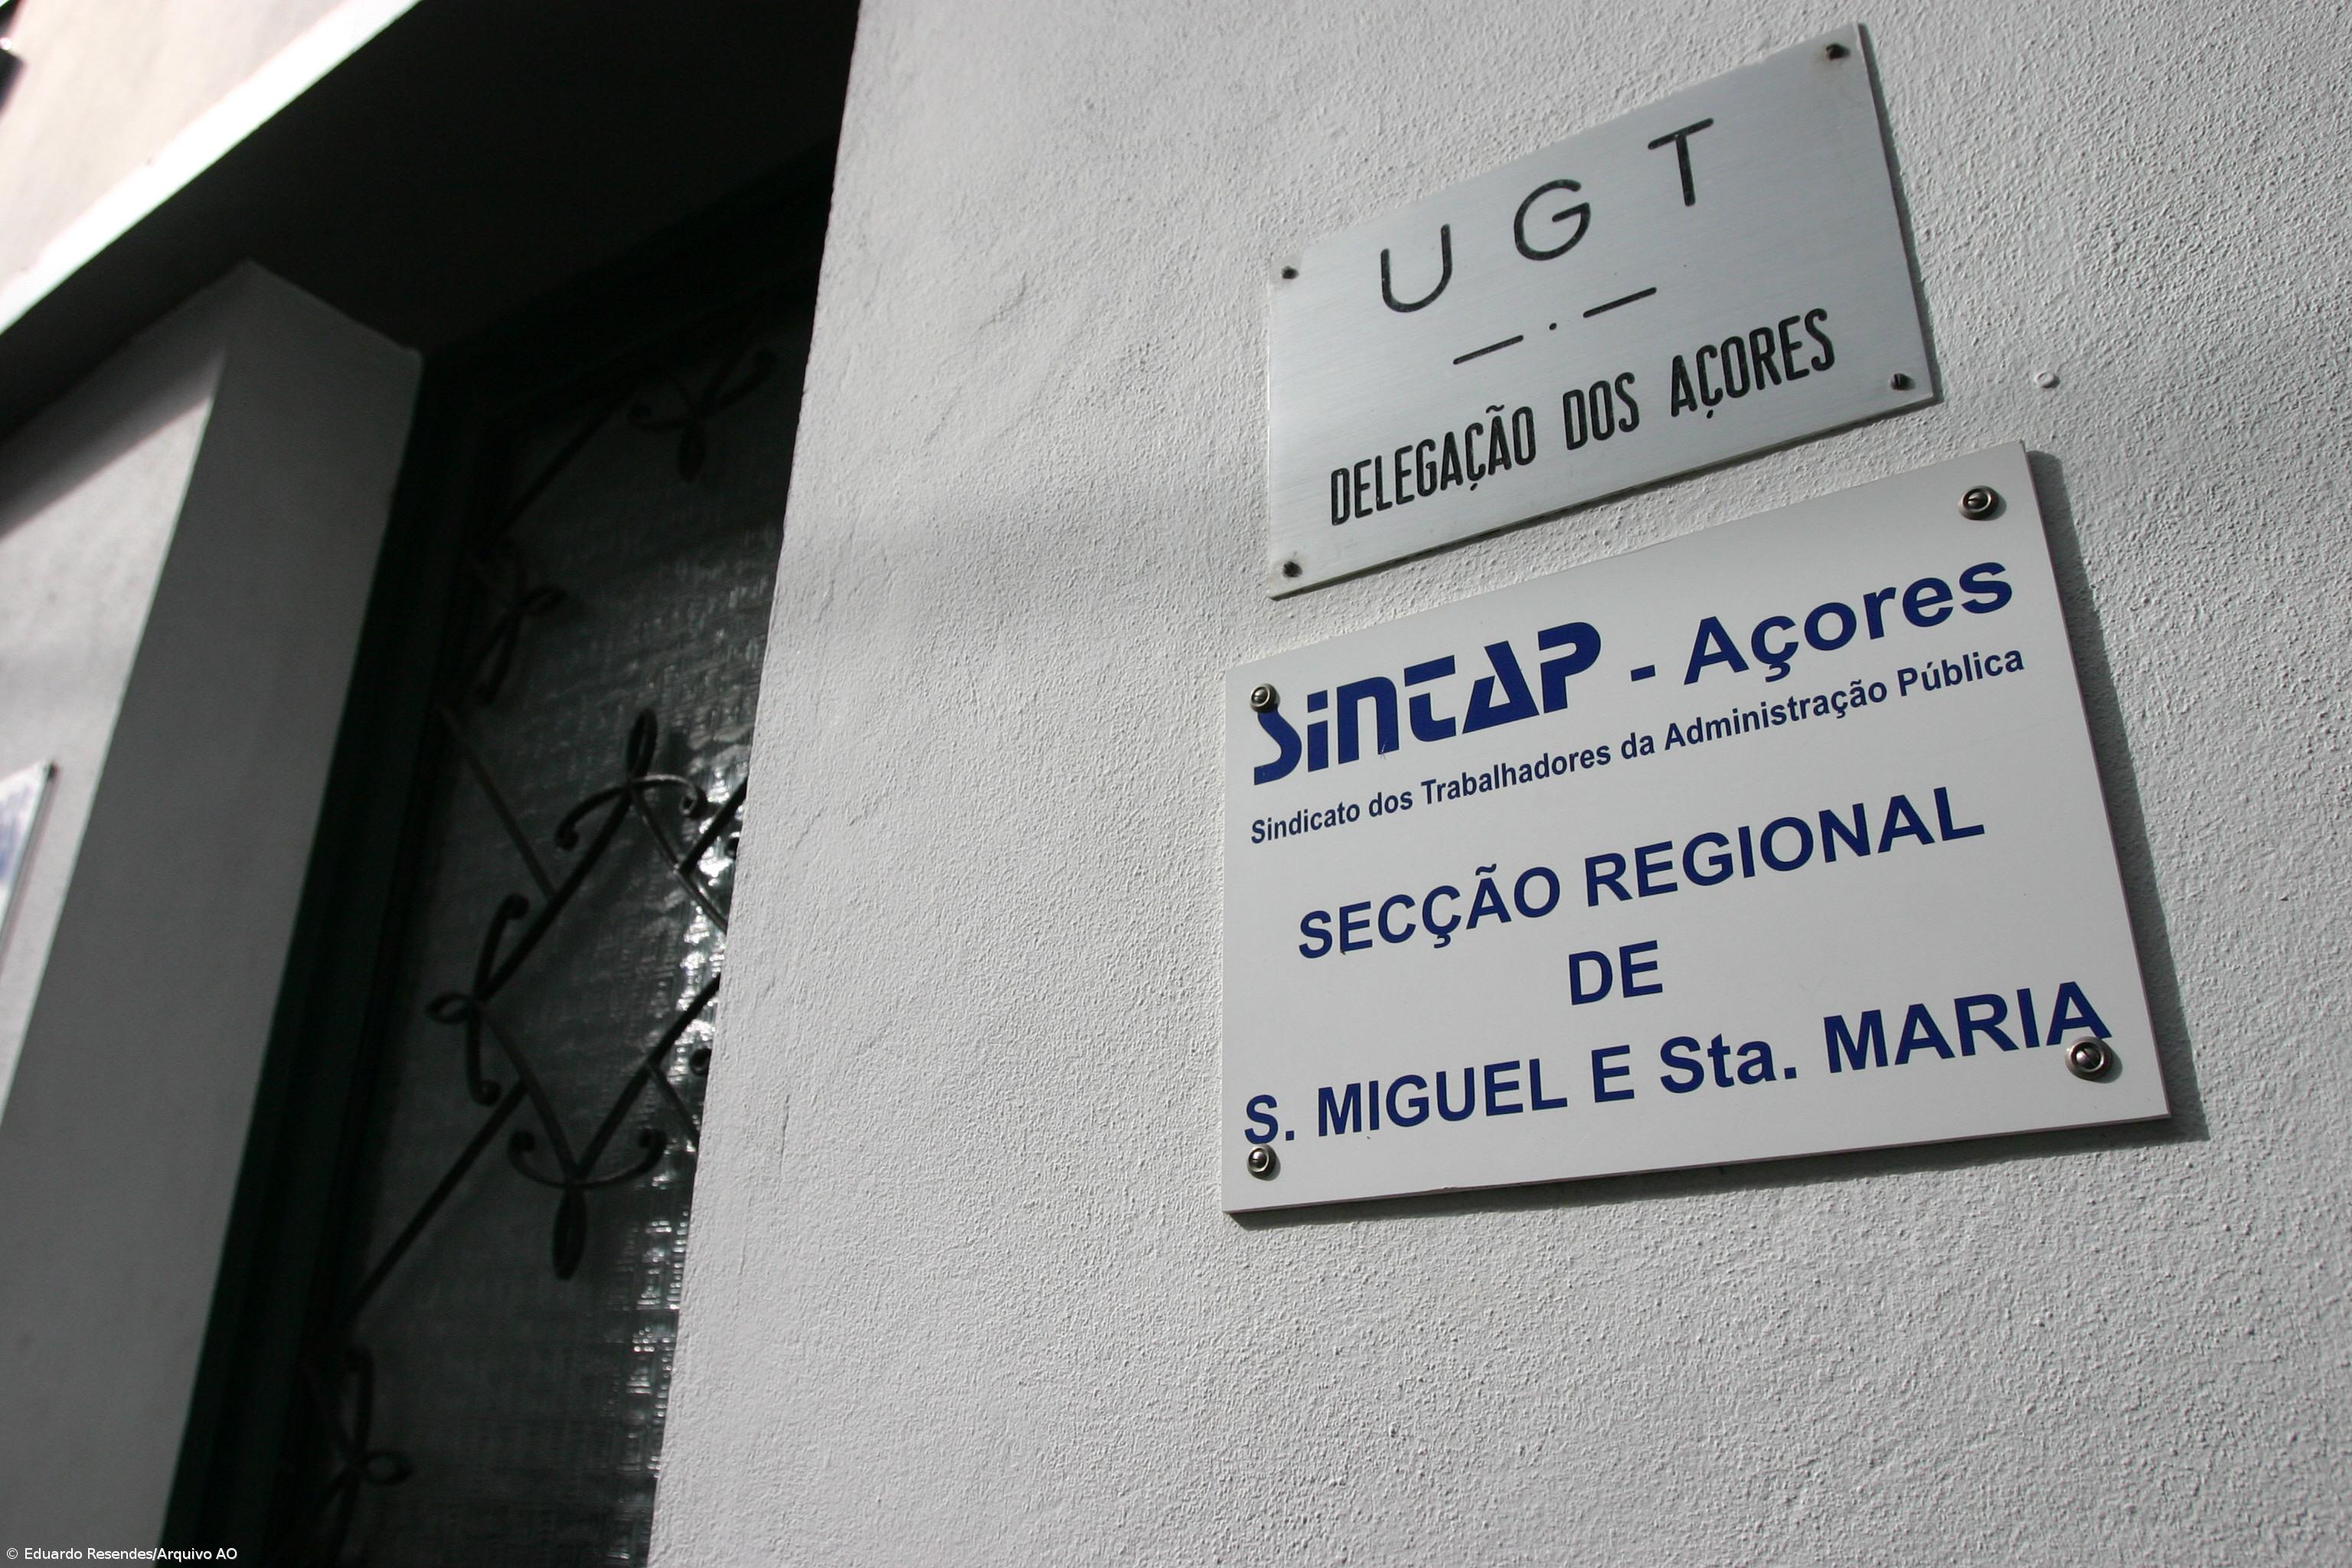 UGT
DELEGAÇÃO DOS AÇORES
SinTAP - Açores
Sindicato dos Trabalhadores da Administração Pública
SECÇÃO REGIONAL
DE
S. MIGUEL E Sta. MARIA
© Eduardo Resendes/Arquivo AO